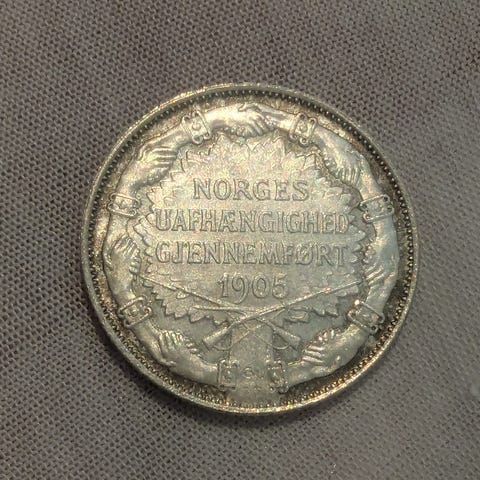 NORGES
UAFHÆNGIGHED
GJENNEMFØRT
1905